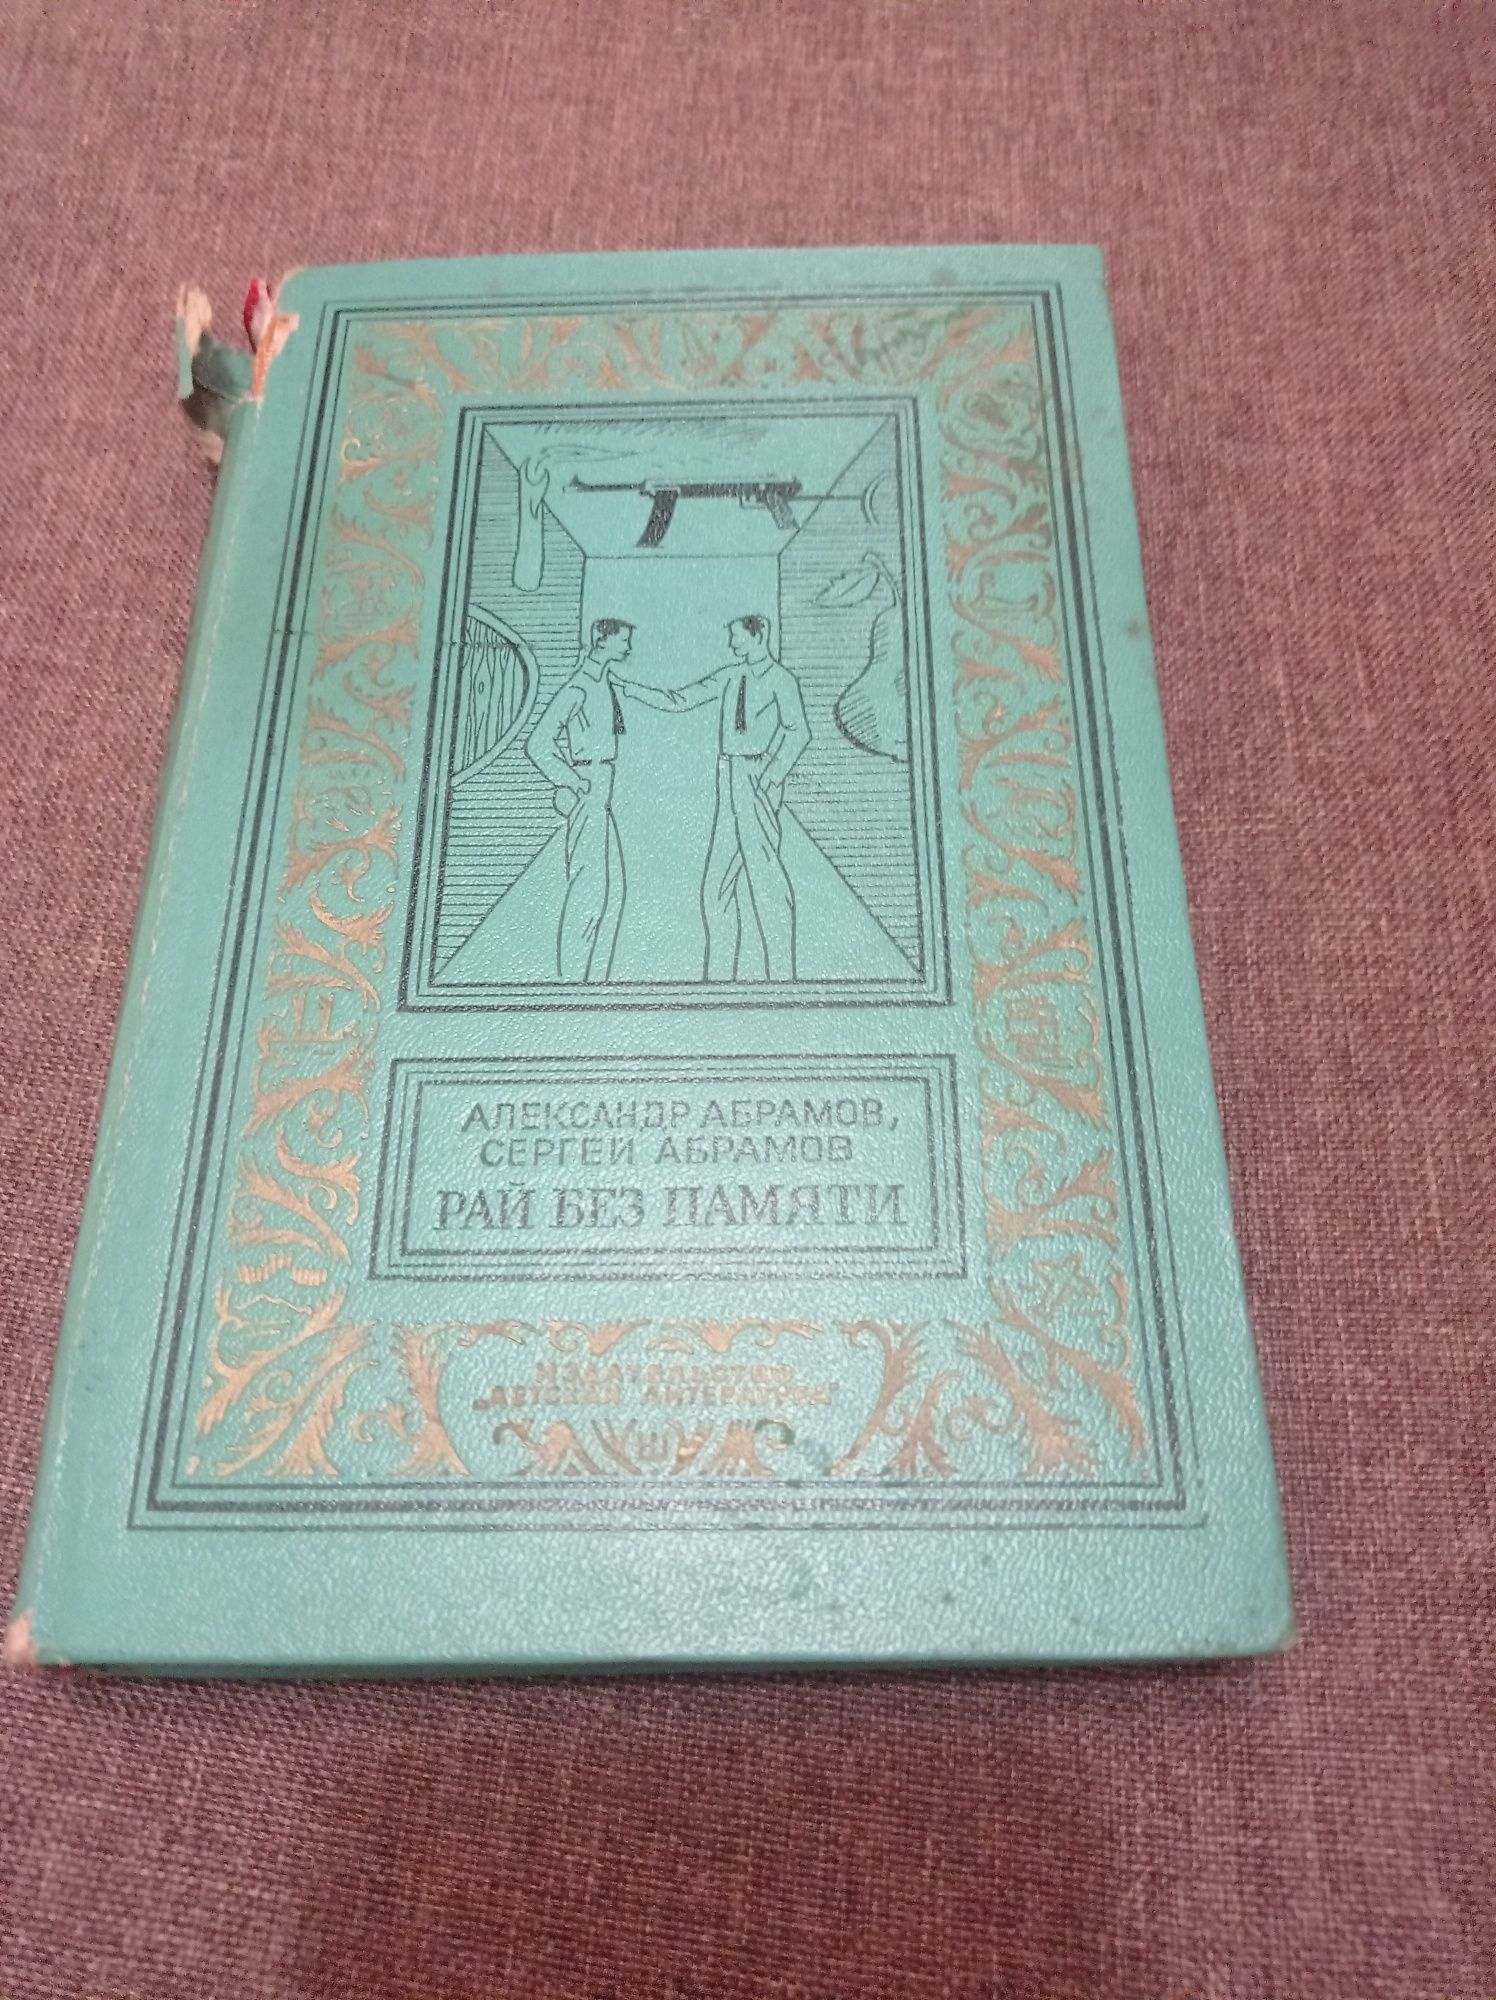 АЛЕКСАНДР АБРАМОВ,
СЕРГЕЙ АБРАМОВ
РАЙ БЕЗ ПАМЯТИ
ИЗДАТЕЛЬСТВО
„ДЕТСКАЯ ЛИТЕРАТУРА"